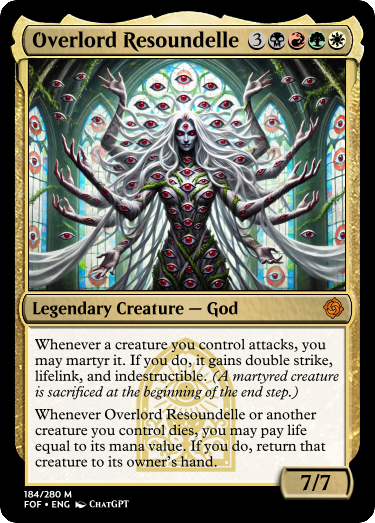 Overlord Resoundelle 3
Legendary Creature — God
Whenever a creature you control attacks, you
may martyr it. If you do, it gains double strike,
lifelink, and indestructible. (A martyred creature
is sacrificed at the beginning of the end step.)
Whenever Overlord Resoundelle or another
creature you control dies, you may pay life
equal to its mana value. If you do, return that
creature to its owner's hand.
7/7
184/280 M
FOF • ENG ChatGPT